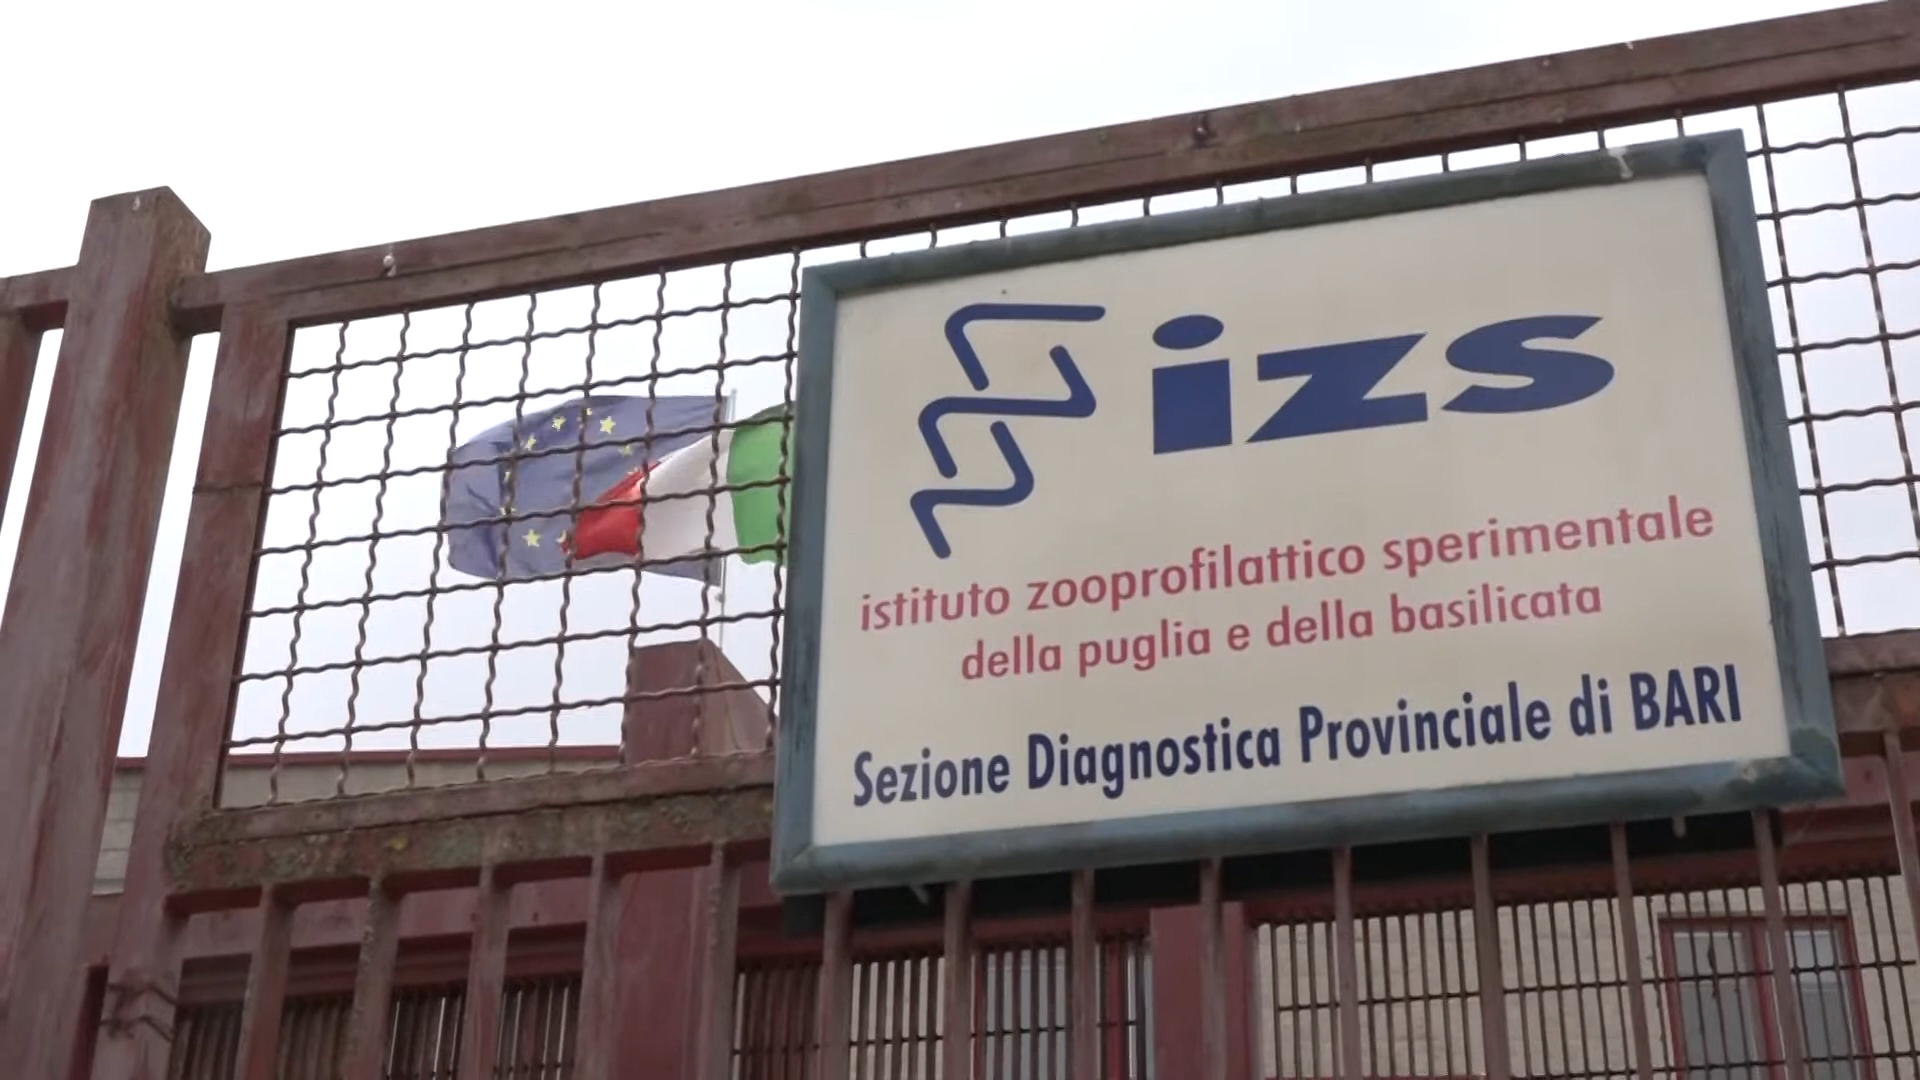 izs
istituto zooprofilattico sperimentale
della puglia e della basilicata
Sezione Diagnostica Provinciale di BARI